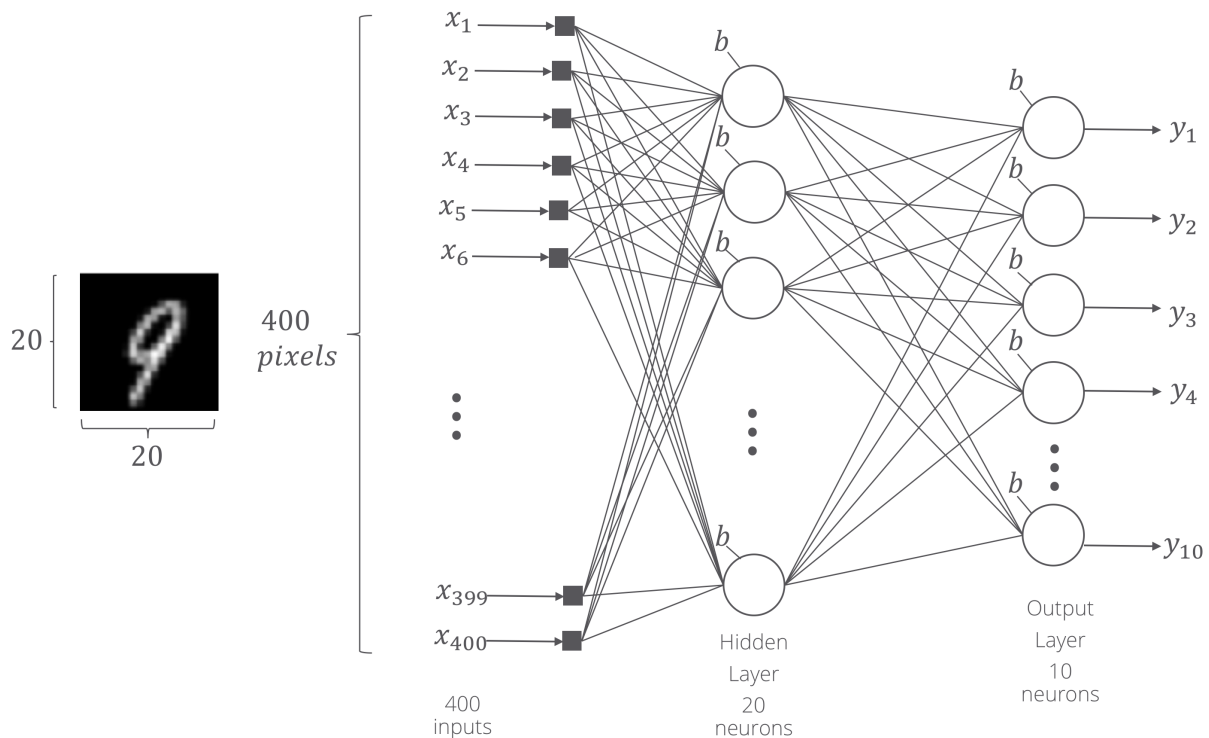 20
20
400
pixels
x₁
x₂
x₃
x₄
x₅
x₆
x₃₉₉
x₄₀₀
400
inputs
b
b
b
b
Hidden
Layer
20
neurons
b
b
b
b
b
Output
Layer
10
neurons
y₁
y₂
y₃
y₄
y₁₀